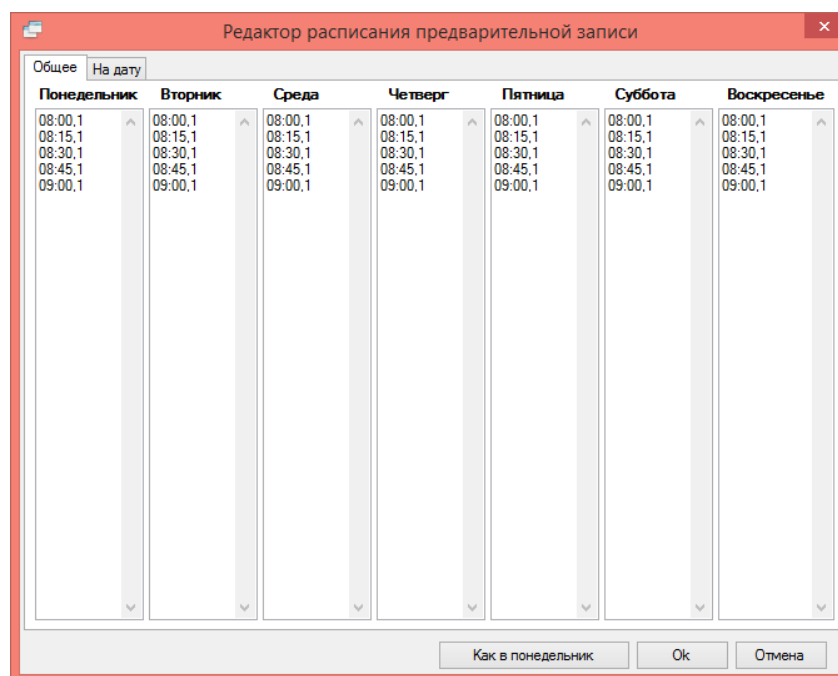 Редактор расписания предварительной записи
Общее На дату
Понедельник Вторник Среда Четверг Пятница Суббота Воскресенье
08:00,1 08:00,1 08:00,1 08:00,1 08:00,1 08:00,1 08:00,1
08:15,1 08:15,1 08:15,1 08:15,1 08:15,1 08:15,1 08:15,1
08:30,1 08:30,1 08:30,1 08:30,1 08:30,1 08:30,1 08:30,1
08:45,1 08:45,1 08:45,1 08:45,1 08:45,1 08:45,1 08:45,1
09:00,1 09:00,1 09:00,1 09:00,1 09:00,1 09:00,1 09:00,1
Как в понедельник Ok Отмена